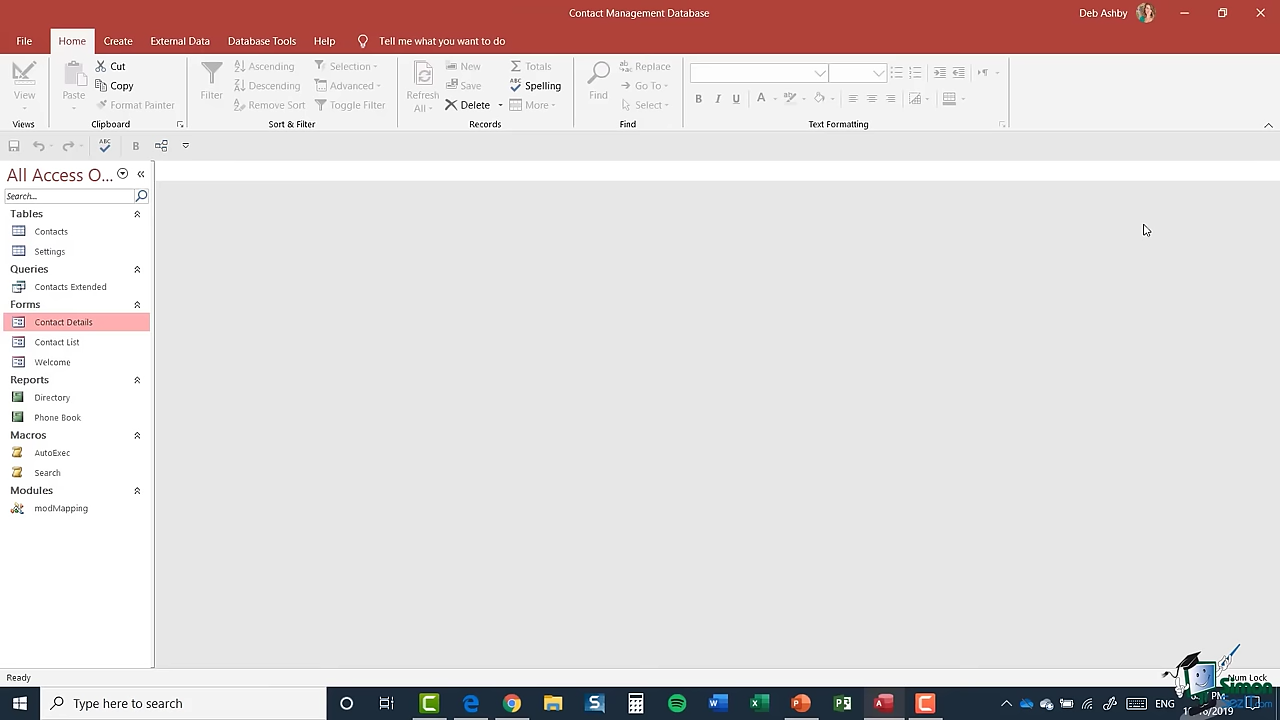 Contact Management Database
Deb Ashby
File Home Create External Data Database Tools Help Tell me what you want to do
View
Views
Paste
Cut
Copy
Format Painter
Clipboard
Filter
Ascending
Descending
Remove Sort
Selection
Advanced
Toggle Filter
Sort & Filter
Refresh
All
New
Save
Delete
Totals
Spelling
More
Records
Find
Replace
Go To
Select
Find
B I U A
Text Formatting
ABC B
All Access O...
Search...
Tables
Contacts
Settings
Queries
Contacts Extended
Forms
Contact Details
Contact List
Welcome
Reports
Directory
Phone Book
Macros
AutoExec
Search
Modules
modMapping
Ready
Num Lock
Type here to search
ENG
PM